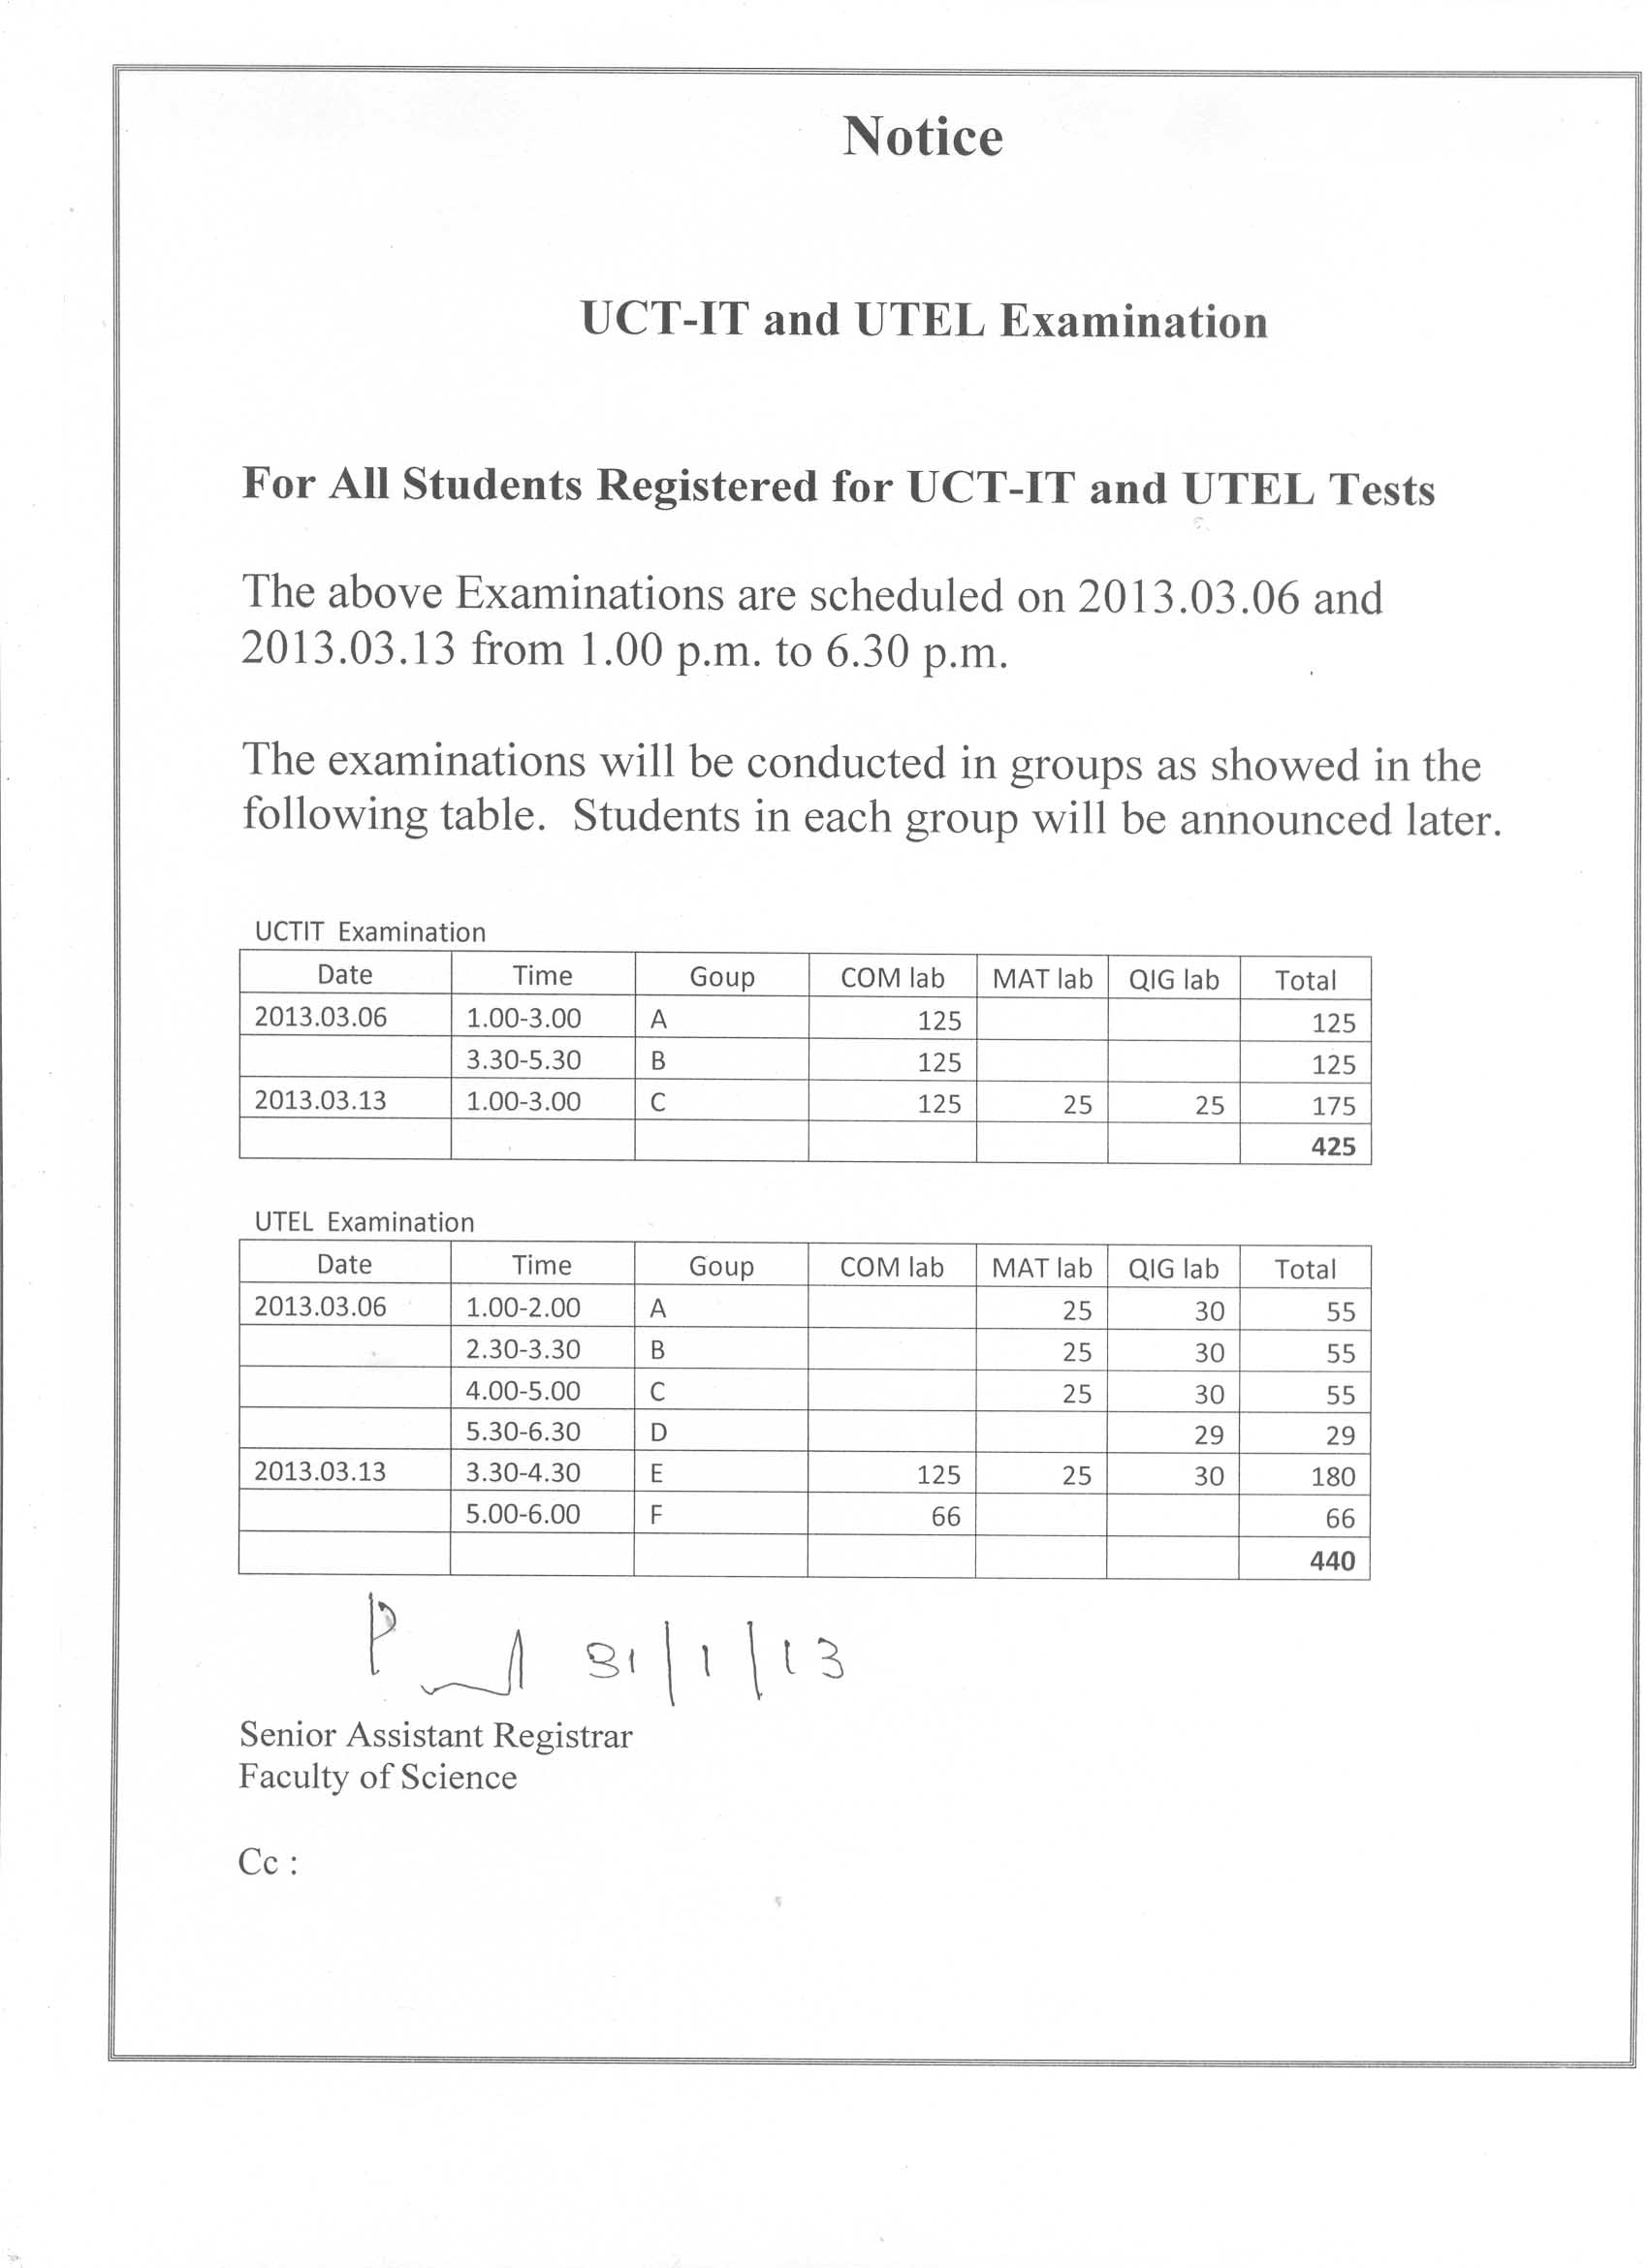 Notice
UCT-IT and UTEL Examination
For All Students Registered for UCT-IT and UTEL Tests
The above Examinations are scheduled on 2013.03.06 and
2013.03.13 from 1.00 p.m. to 6.30 p.m.
The examinations will be conducted in groups as showed in the
following table.  Students in each group will be announced later.
UCTIT Examination
Date Time Goup COM lab MAT lab QIG lab Total
2013.03.06 1.00-3.00 A 125 125
3.30-5.30 B 125 125
2013.03.13 1.00-3.00 C 125 25 25 175
425
UTEL Examination
Date Time Goup COM lab MAT lab QIG lab Total
2013.03.06 1.00-2.00 A 25 30 55
2.30-3.30 B 25 30 55
4.00-5.00 C 25 30 55
5.30-6.30 D 29 29
2013.03.13 3.30-4.30 E 125 25 30 180
5.00-6.00 F 66 66
440
31/1/13
Senior Assistant Registrar
Faculty of Science
Cc :